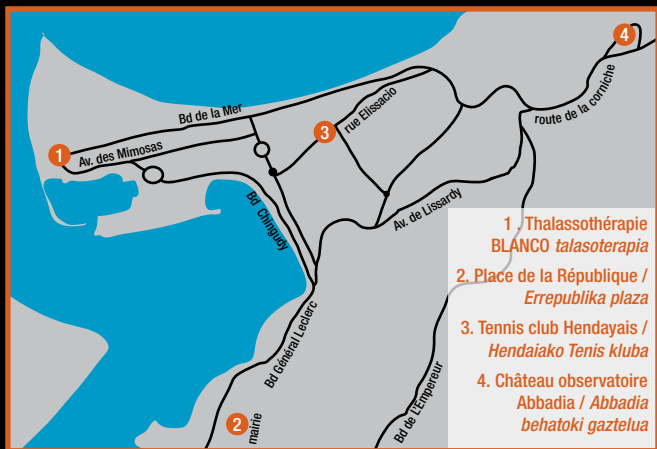 4
route de la corniche
Bd de la Mer
rue Elissacio
3
1
Av. des Mimosas
Bd Chingudy
Av. de Lissardy
Bd Général Leclerc
2
mairie
Bd de L'Empereur
1 . Thalassothérapie
BLANCO talasoterapia
2. Place de la République /
Errepublika plaza
3. Tennis club Hendayais /
Hendaiako Tenis kluba
4. Château observatoire
Abbadia / Abbadia
behatoki gaztelua